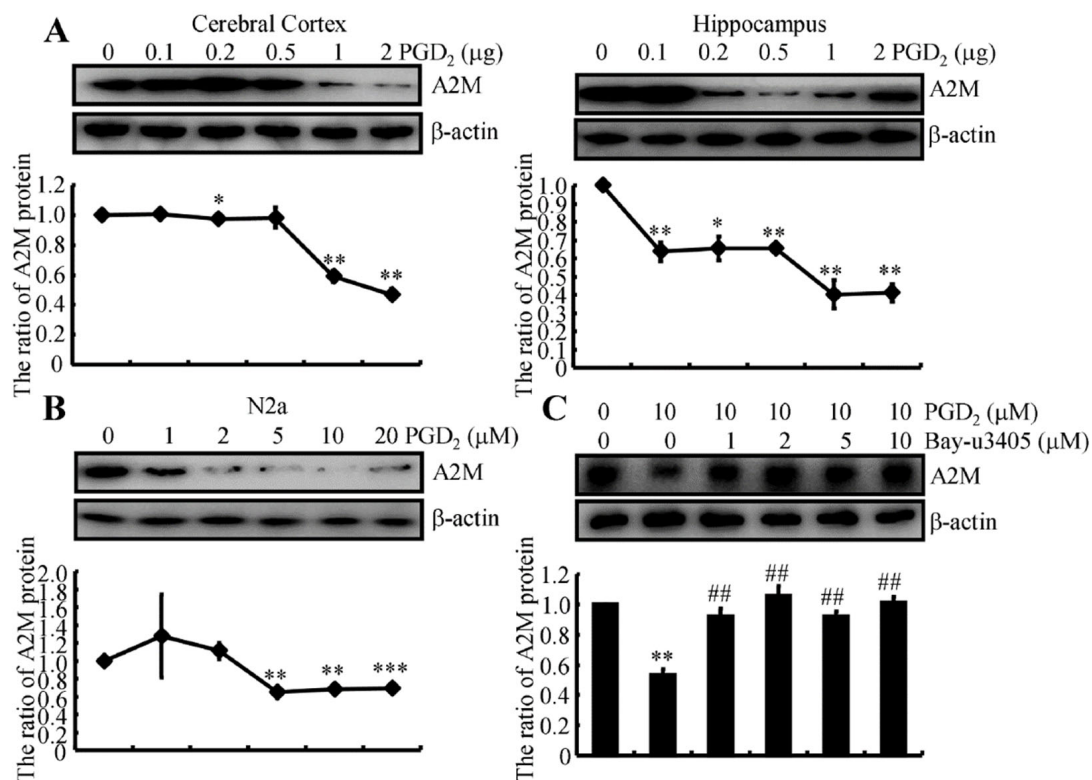 A
Cerebral Cortex
0 0.1 0.2 0.5 1 2 PGD₂ (μg)
A2M
β-actin
The ratio of A2M protein
1.2
1.0
0.8
0.6
0.4
0.2
0
*
**
**
Hippocampus
0 0.1 0.2 0.5 1 2 PGD₂ (μg)
A2M
β-actin
The ratio of A2M protein
1.0
0.9
0.8
0.7
0.6
0.5
0.4
0.3
0.2
0.1
0
**
*
**
**
**
B
N2a
0 1 2 5 10 20 PGD₂ (μM)
A2M
β-actin
The ratio of A2M protein
2.0
1.8
1.6
1.4
1.2
1.0
0.8
0.6
0.4
0.2
0
**
**
***
C
0 10 10 10 10 10 PGD₂ (μM)
0 0 1 2 5 10 Bay-u3405 (μM)
A2M
β-actin
The ratio of A2M protein
1.2
1.0
0.8
0.6
0.4
0.2
0
**
##
##
##
##